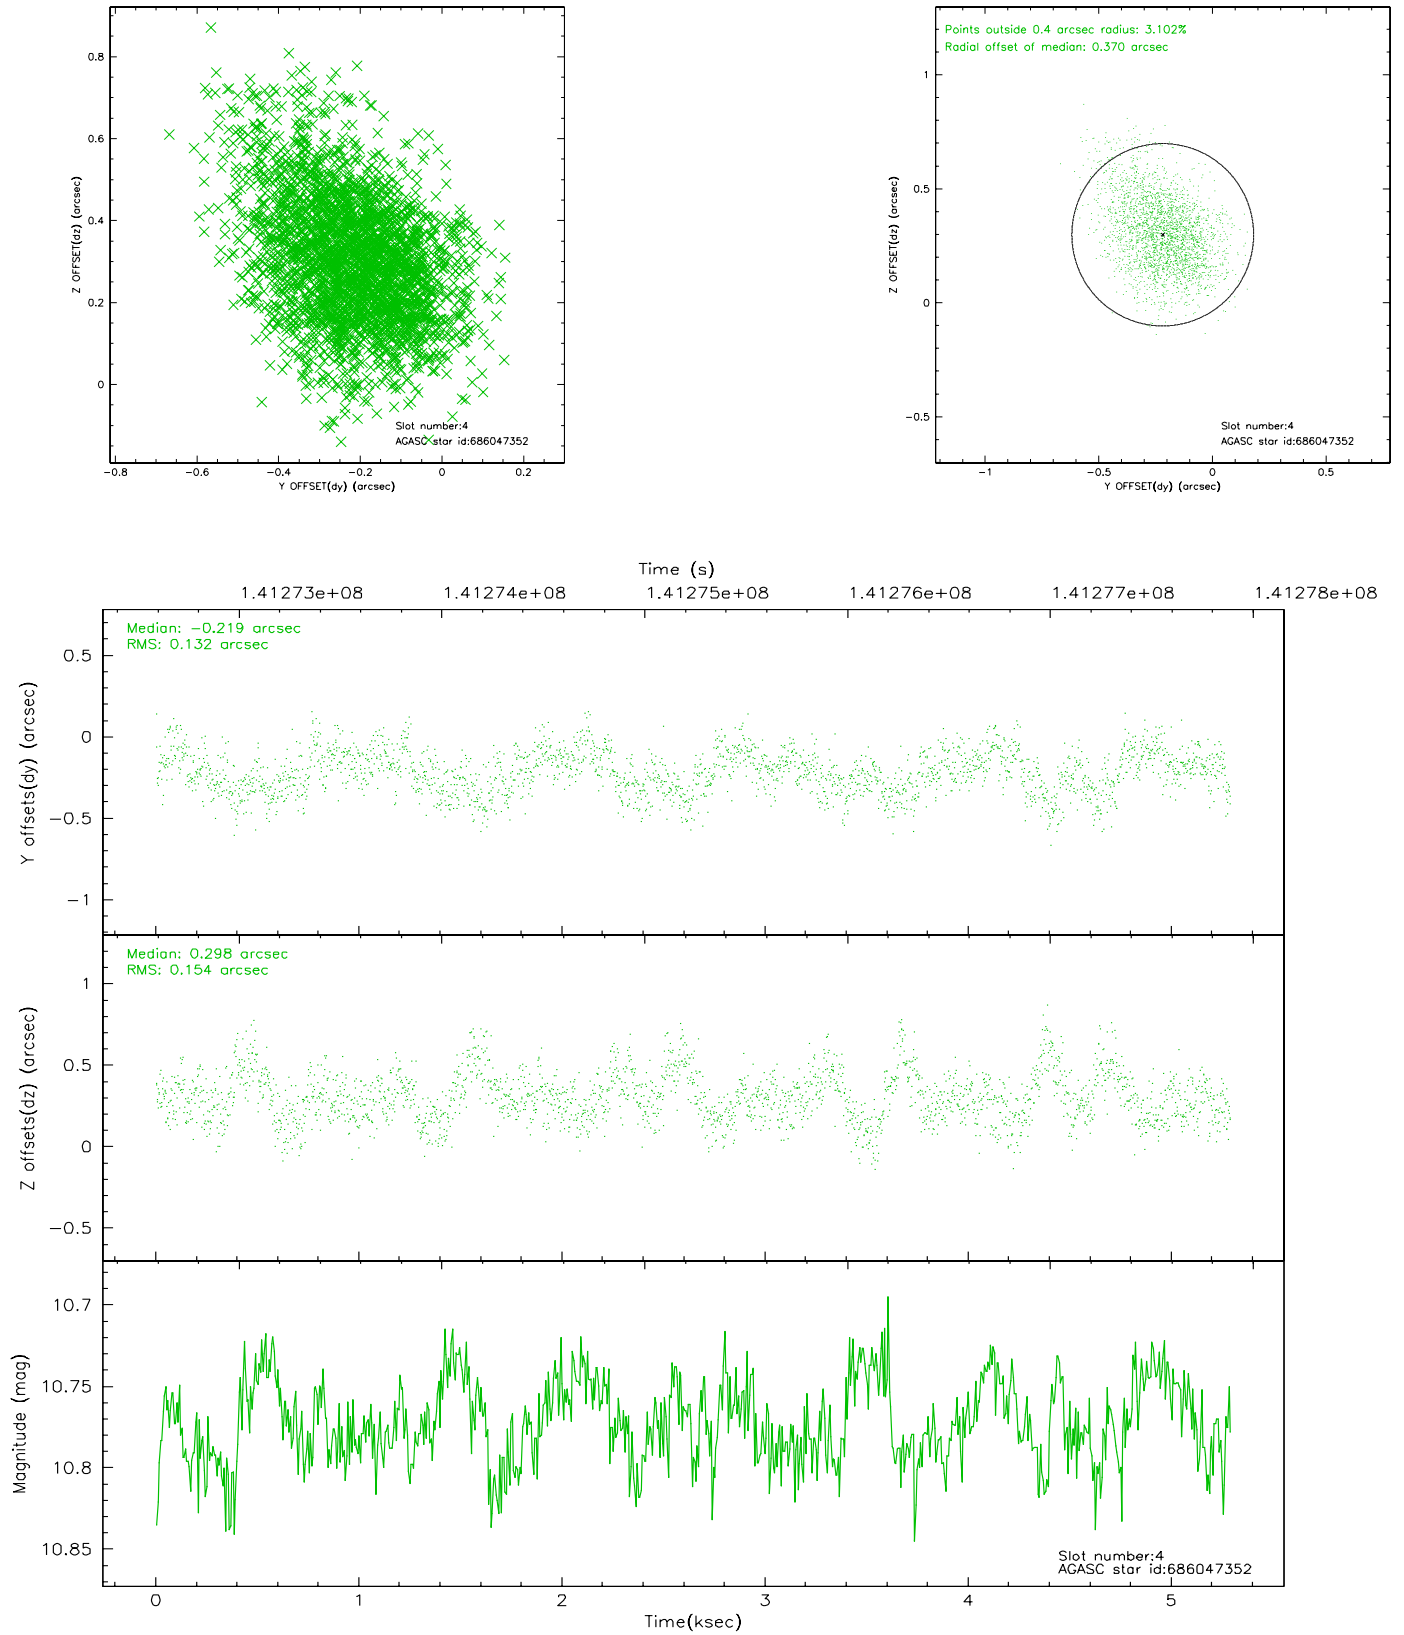 0.8
0.6
0.4
0.2
0
Z OFFSET(dz) (arcsec)
Slot number:4
AGASC star id:686047352
−0.8 −0.6 −0.4 −0.2 0 0.2
Y OFFSET(dy) (arcsec)
Points outside 0.4 arcsec radius: 3.102%
Radial offset of median: 0.370 arcsec
1
0.5
0
−0.5
Z OFFSET(dz) (arcsec)
Slot number:4
AGASC star id:686047352
−1 −0.5 0 0.5
Y OFFSET(dy) (arcsec)
Time (s)
1.41273e+08 1.41274e+08 1.41275e+08 1.41276e+08 1.41277e+08 1.41278e+08
Median: −0.219 arcsec
RMS: 0.132 arcsec
0.5
0
−0.5
−1
Y offsets(dy) (arcsec)
Median: 0.298 arcsec
RMS: 0.154 arcsec
1
0.5
0
−0.5
Z offsets(dz) (arcsec)
10.7
10.75
10.8
10.85
Magnitude (mag)
Slot number:4
AGASC star id:686047352
0 1 2 3 4 5
Time(ksec)